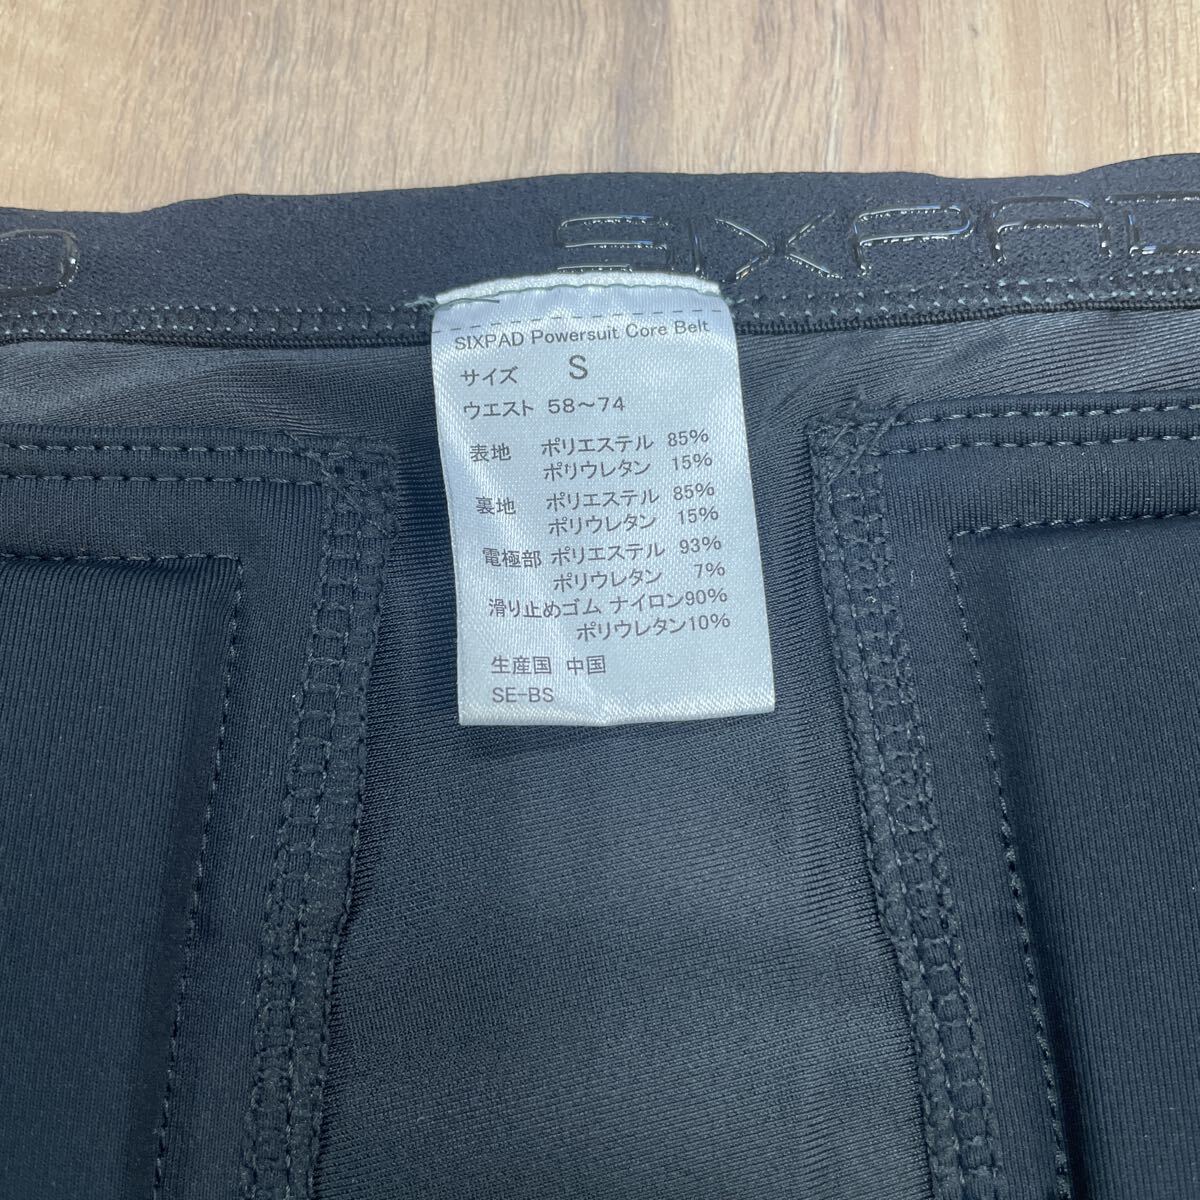 SIXPAD
D
SIXPAD Powersuit Core Belt
サイズ S
ウエスト 58～74
表地 ポリエステル 85%
ポリウレタン 15%
裏地 ポリエステル 85%
ポリウレタン 15%
電極部 ポリエステル 93%
ポリウレタン 7%
滑り止めゴム ナイロン90%
ポリウレタン10%
生産国 中国
SE-BS